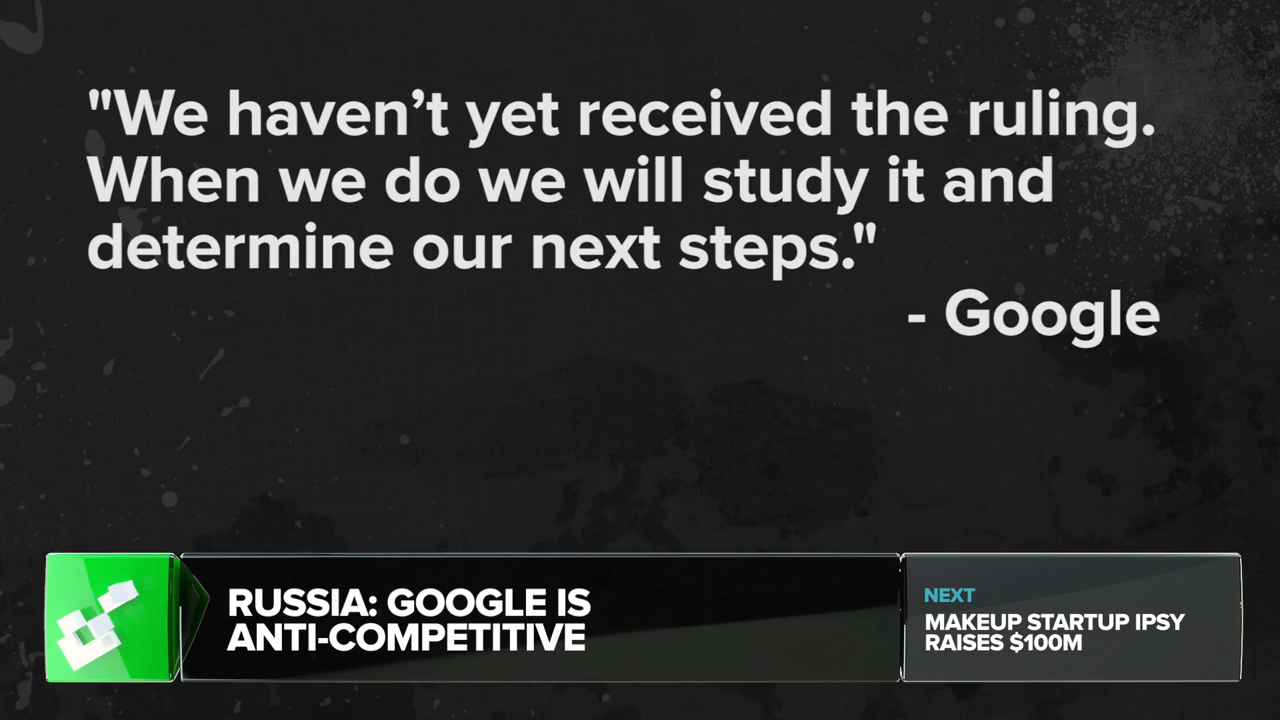 "We haven’t yet received the ruling.
When we do we will study it and
determine our next steps."
- Google
RUSSIA: GOOGLE IS
ANTI-COMPETITIVE
NEXT
MAKEUP STARTUP IPSY
RAISES $100M